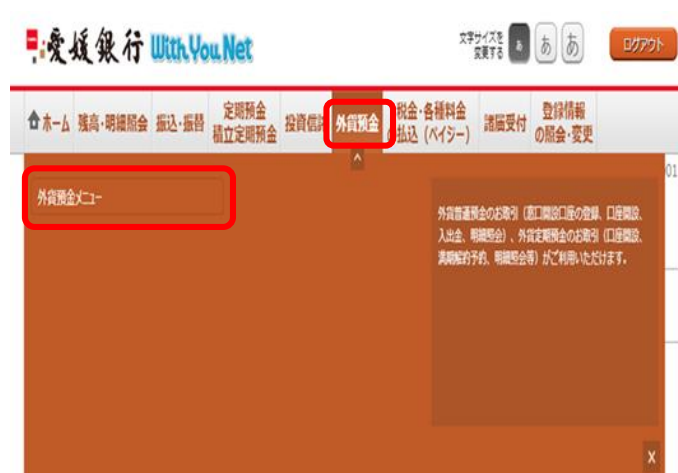 愛媛銀行 With.You.Net
文字サイズを
変更する
あ あ あ
ログアウト
ホーム 残高・明細照会 振込・振替 定期預金 積立定期預金 投資信託 外貨預金 税金・各種料金 の払込(ペイジー) 諸届受付 登録情報 の照会・変更
外貨預金メニュー
外貨普通預金のお取引(窓口開設口座の登録、口座開設、
入出金、明細照会)、外貨定期預金のお取引(口座開設、
満期解約予約、明細照会等)がご利用いただけます。
01
X